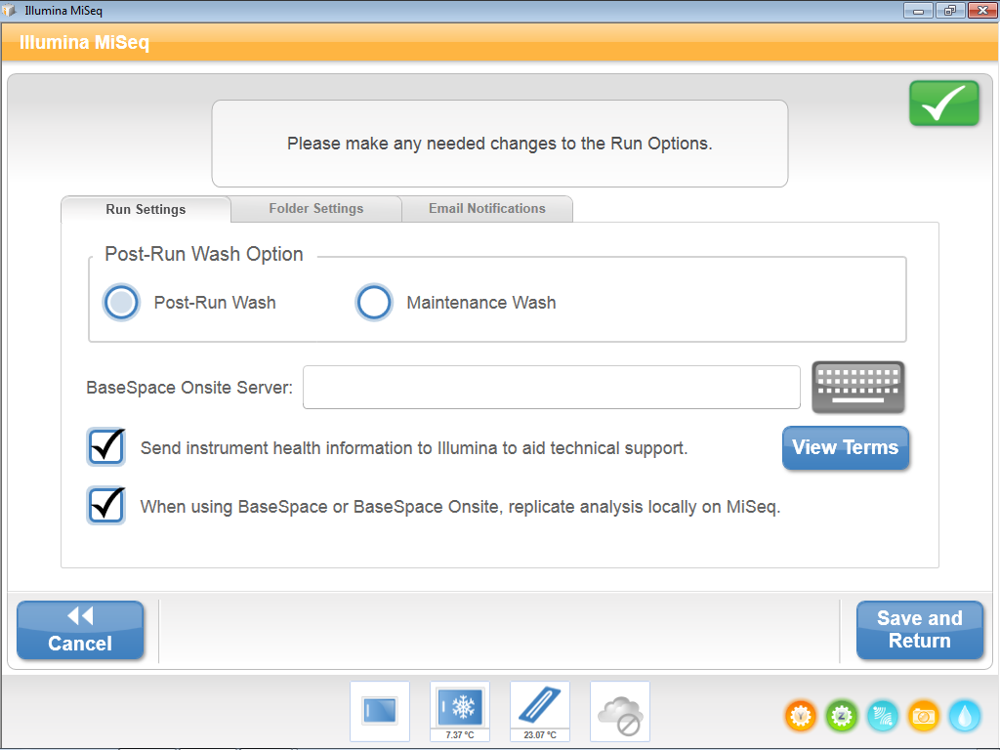 Illumina MiSeq
Illumina MiSeq
Please make any needed changes to the Run Options.
Run Settings
Folder Settings
Email Notifications
Post-Run Wash Option
Post-Run Wash
Maintenance Wash
BaseSpace Onsite Server:
Send instrument health information to Illumina to aid technical support.
View Terms
When using BaseSpace or BaseSpace Onsite, replicate analysis locally on MiSeq.
Cancel
Save and
Return
7.37 °C
23.07 °C
Y
Z